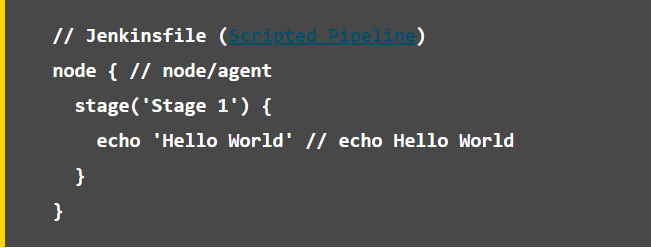 // Jenkinsfile (Scripted Pipeline)
node { // node/agent
  stage('Stage 1') {
    echo 'Hello World' // echo Hello World
  }
}